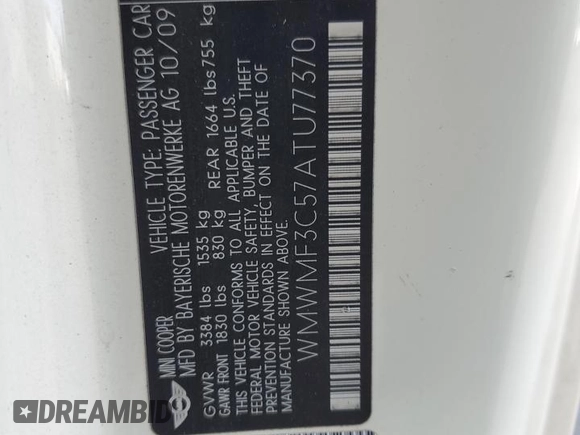 MINI COOPER
VEHICLE TYPE: PASSENGER CAR
MFD BY BAYERISCHE MOTORENWERKE AG 10/09
GVWR 3384 lbs 1535 kg
GAWR FRONT 1830 lbs 830 kg REAR 1664 lbs 755 kg
THIS VEHICLE CONFORMS TO ALL APPLICABLE U.S.
FEDERAL MOTOR VEHICLE SAFETY, BUMPER AND THEFT
PREVENTION STANDARDS IN EFFECT ON THE DATE OF
MANUFACTURE SHOWN ABOVE.
WMWMF3C57ATU77370
DREAMBID